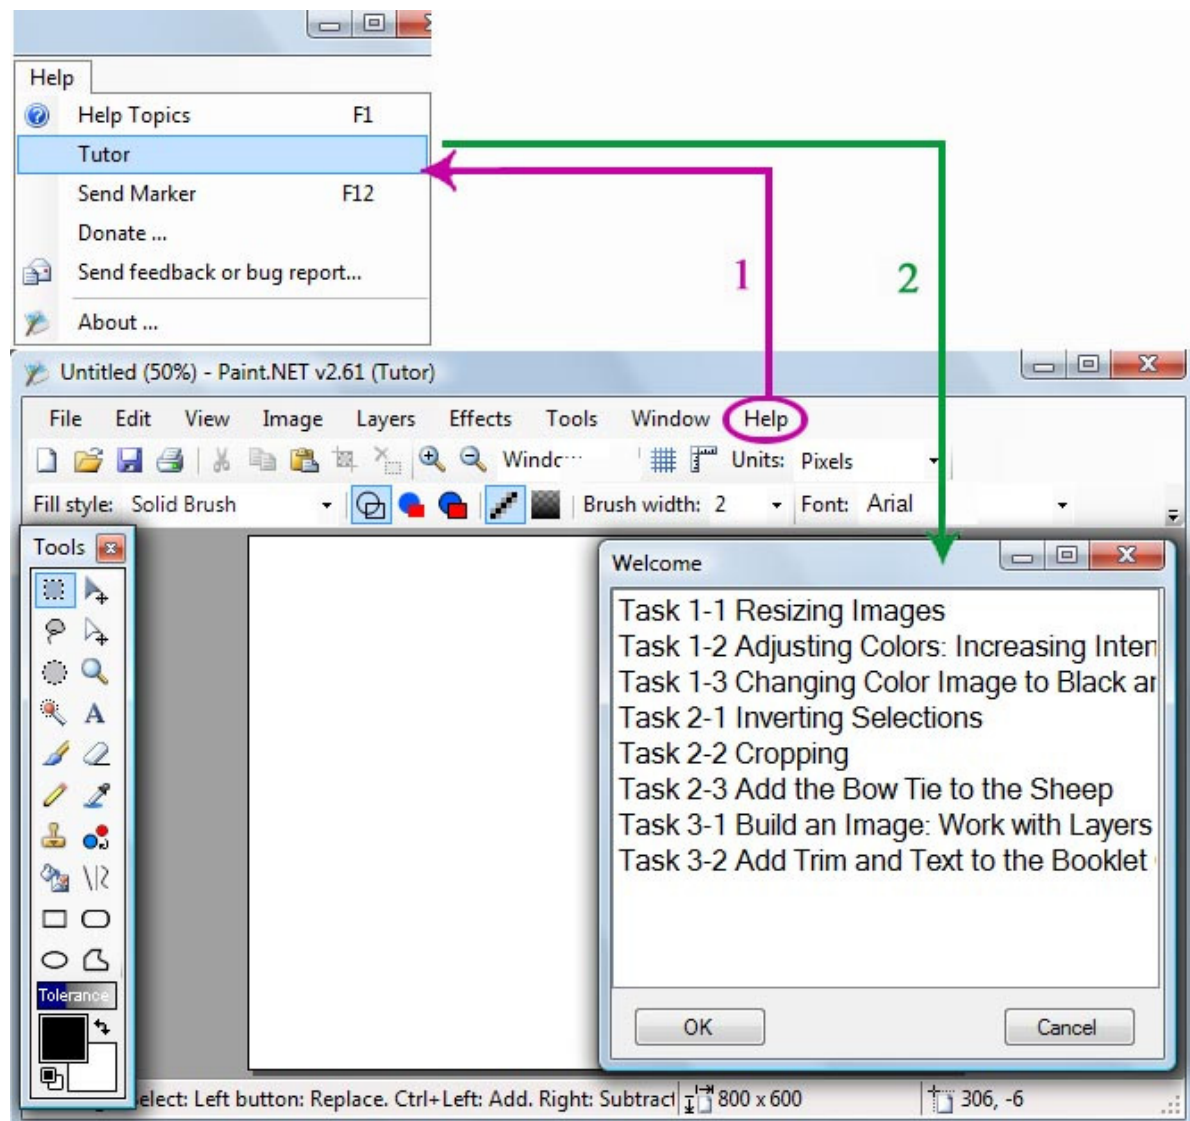 Help
Help Topics F1
Tutor
Send Marker F12
Donate ...
Send feedback or bug report...
About ...
1
2
Untitled (50%) - Paint.NET v2.61 (Tutor)
File Edit View Image Layers Effects Tools Window Help
Units: Pixels
Fill style: Solid Brush Brush width: 2 Font: Arial
Tools
A
Tolerance
Welcome
Task 1-1 Resizing Images
Task 1-2 Adjusting Colors: Increasing Inten
Task 1-3 Changing Color Image to Black an
Task 2-1 Inverting Selections
Task 2-2 Cropping
Task 2-3 Add the Bow Tie to the Sheep
Task 3-1 Build an Image: Work with Layers
Task 3-2 Add Trim and Text to the Booklet
OK Cancel
elect: Left button: Replace. Ctrl+Left: Add. Right: Subtract 800 x 600 306, -6